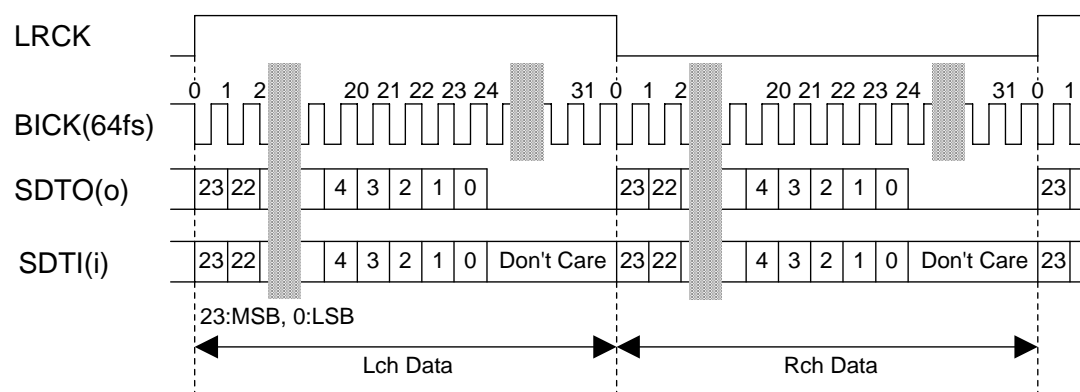 LRCK
0 1 2 20 21 22 23 24 31 0 1 2 20 21 22 23 24 31 0 1
BICK(64fs)
SDTO(o) 23 22 4 3 2 1 0 23 22 4 3 2 1 0 23
SDTI(i) 23 22 4 3 2 1 0 Don't Care 23 22 4 3 2 1 0 Don't Care 23
23:MSB, 0:LSB
Lch Data Rch Data